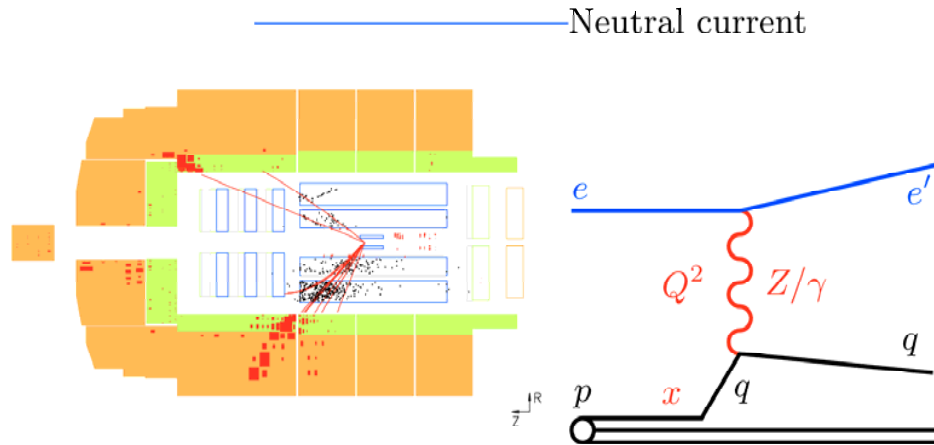 Neutral current
e
e′
Q² Z/γ
q
p x q
R
Z